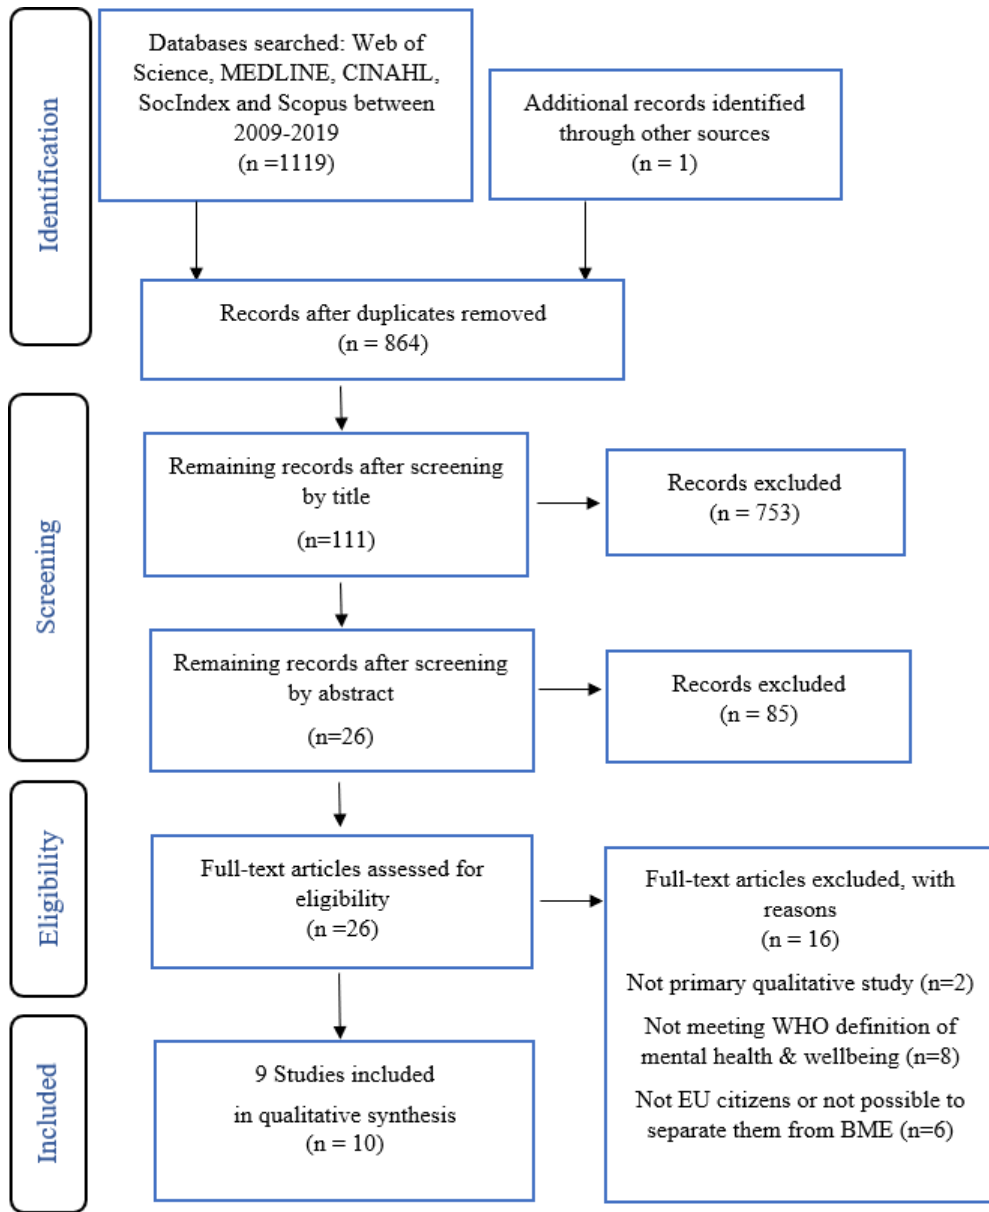 Identification
Databases searched: Web of
Science, MEDLINE, CINAHL,
SocIndex and Scopus between
2009-2019
(n =1119)
Additional records identified
through other sources
(n = 1)
Records after duplicates removed
(n = 864)
Screening
Remaining records after screening
by title
(n=111)
Records excluded
(n = 753)
Remaining records after screening
by abstract
(n=26)
Records excluded
(n = 85)
Eligibility
Full-text articles assessed for
eligibility
(n =26)
Full-text articles excluded, with
reasons
(n = 16)
Not primary qualitative study (n=2)
Not meeting WHO definition of
mental health & wellbeing (n=8)
Not EU citizens or not possible to
separate them from BME (n=6)
Included
9 Studies included
in qualitative synthesis
(n = 10)